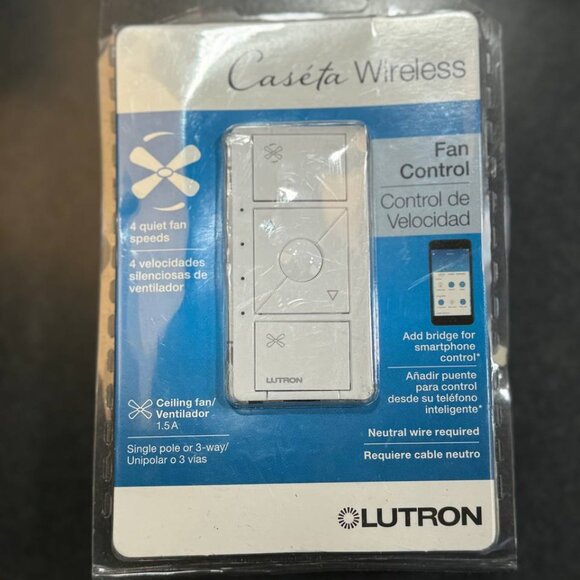 Caséta Wireless
Fan
Control
Control de
Velocidad
4 quiet fan
speeds
4 velocidades
silenciosas de
ventilador
LUTRON
Add bridge for
smartphone
control*
Añadir puente
para control
desde su teléfono
inteligente*
Ceiling fan/
Ventilador
1.5 A
Single pole or 3-way/
Unipolar o 3 vías
Neutral wire required
Requiere cable neutro
LUTRON